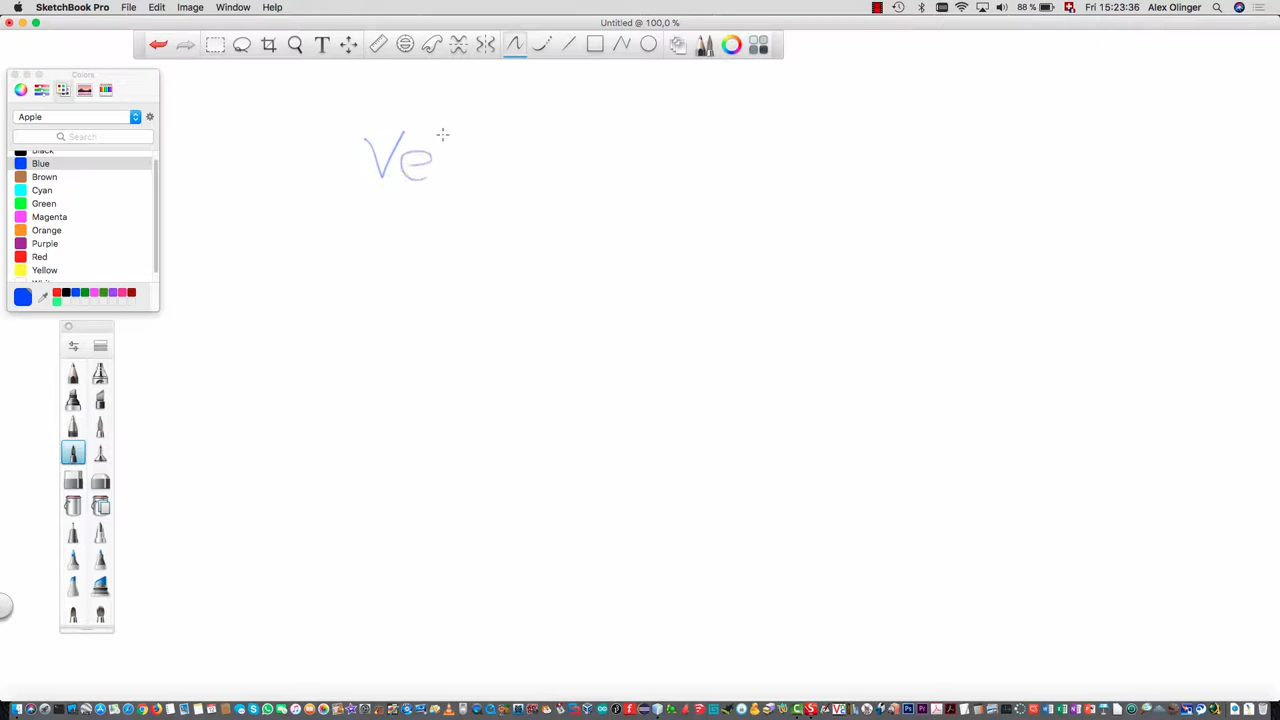 SketchBook Pro File Edit Image Window Help 88 % Fri 15:23:36 Alex Olinger
Untitled @ 100,0 %
Colors
Apple
Search
Black
Blue
Brown
Cyan
Green
Magenta
Orange
Purple
Red
Yellow
Ve